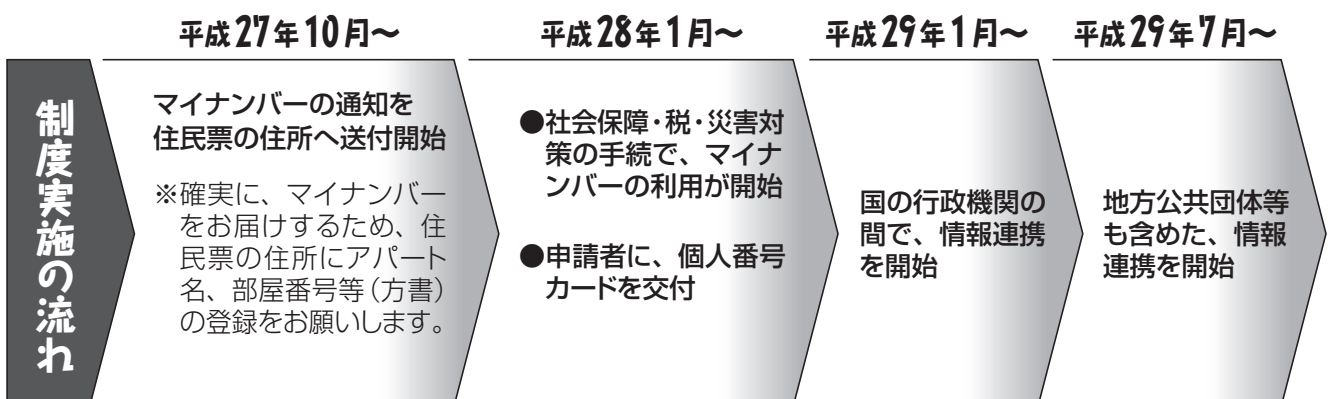 平成27年10月～
平成28年1月～
平成29年1月～
平成29年7月～
制度実施の流れ
マイナンバーの通知を
住民票の住所へ送付開始
※確実に、マイナンバー
をお届けするため、住
民票の住所にアパート
名、部屋番号等(方書)
の登録をお願いします。
●社会保障・税・災害対
策の手続で、マイナ
ンバーの利用が開始
●申請者に、個人番号
カードを交付
国の行政機関の
間で、情報連携
を開始
地方公共団体等
も含めた、情報
連携を開始